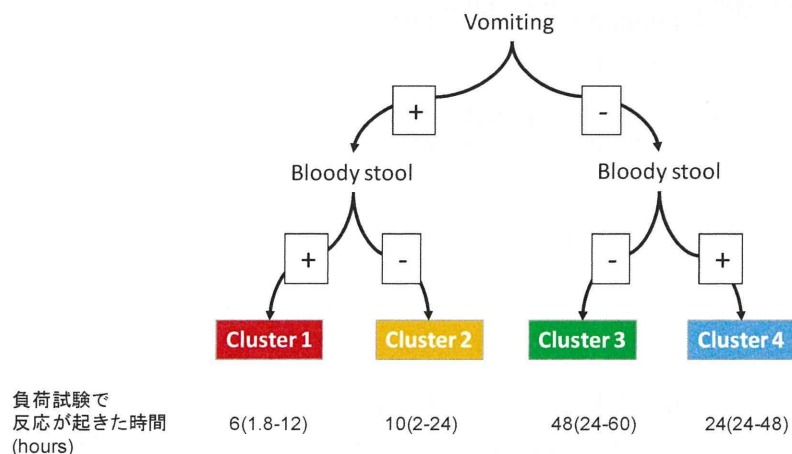 Vomiting
+
-
Bloody stool
Bloody stool
+
-
-
+
Cluster 1
Cluster 2
Cluster 3
Cluster 4
負荷試験で
反応が起きた時間
(hours)
6(1.8-12)
10(2-24)
48(24-60)
24(24-48)